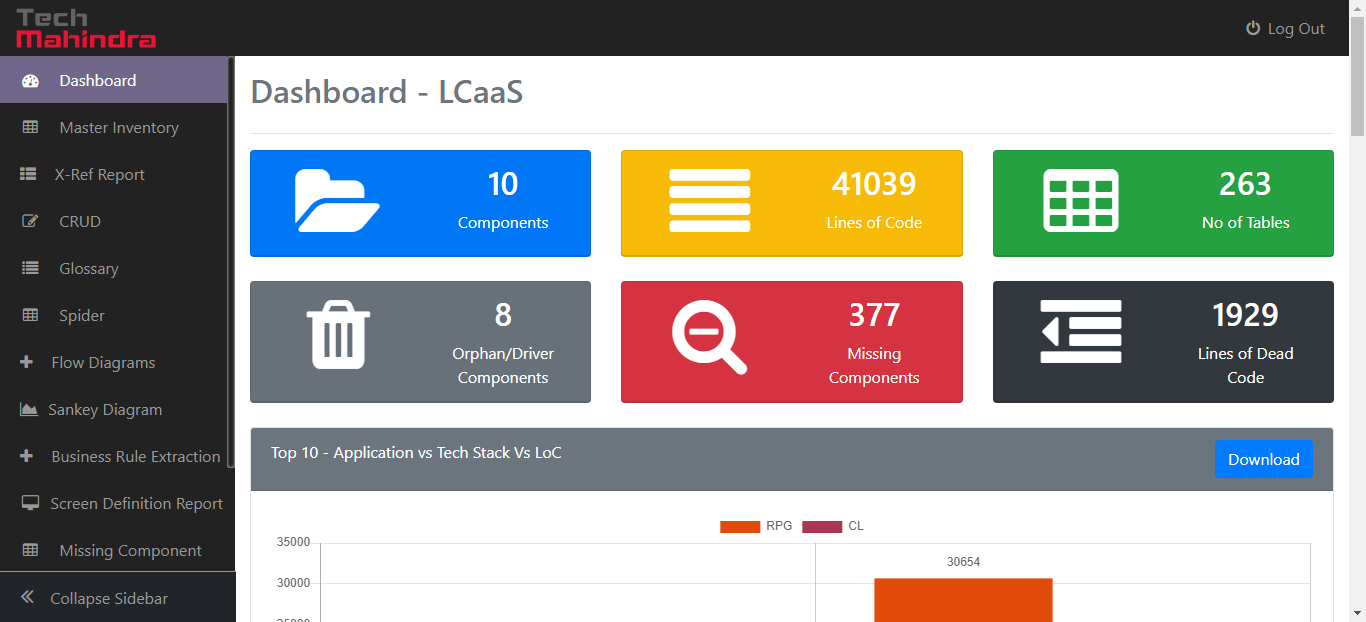 Tech
Mahindra
Log Out
Dashboard
Master Inventory
X-Ref Report
CRUD
Glossary
Spider
Flow Diagrams
Sankey Diagram
Business Rule Extraction
Screen Definition Report
Missing Component
Collapse Sidebar
Dashboard - LCaaS
10
Components
41039
Lines of Code
263
No of Tables
8
Orphan/Driver
Components
377
Missing
Components
1929
Lines of Dead
Code
Top 10 - Application vs Tech Stack Vs LoC
Download
RPG CL
35000
30654
30000
25000